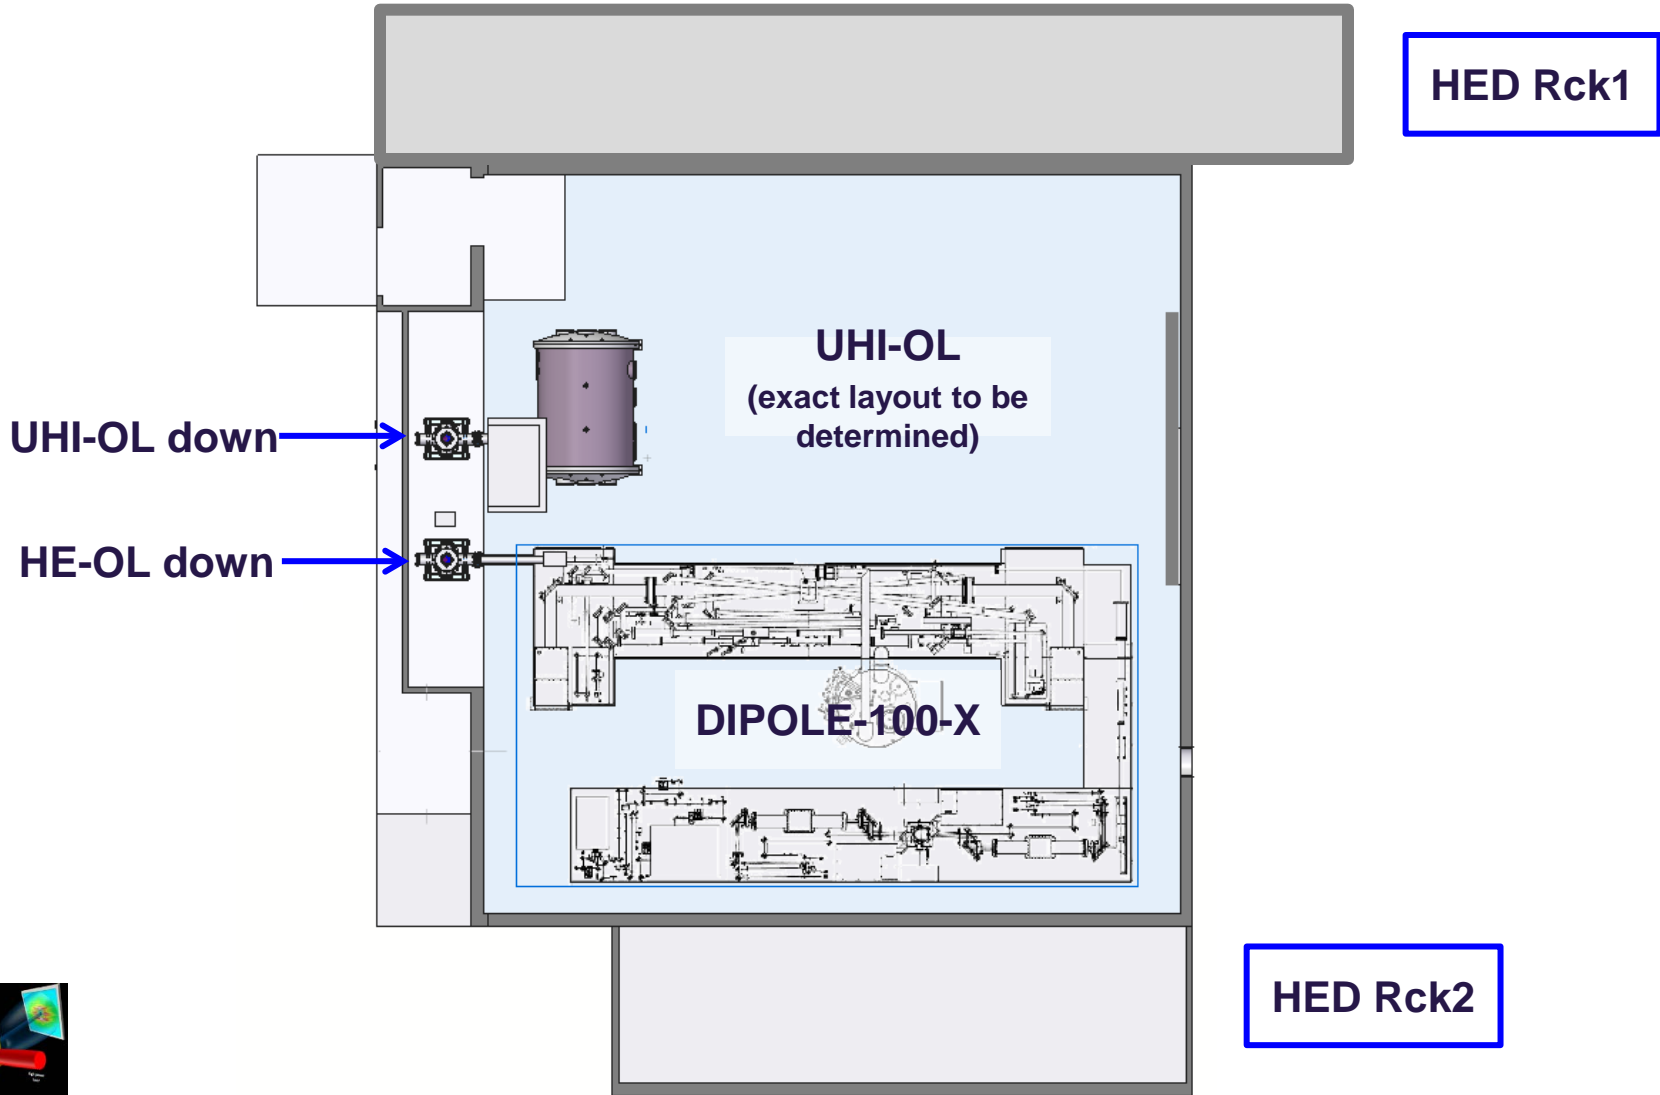 HED Rck1
UHI-OL
(exact layout to be
determined)
UHI-OL down
HE-OL down
DIPOLE-100-X
HED Rck2